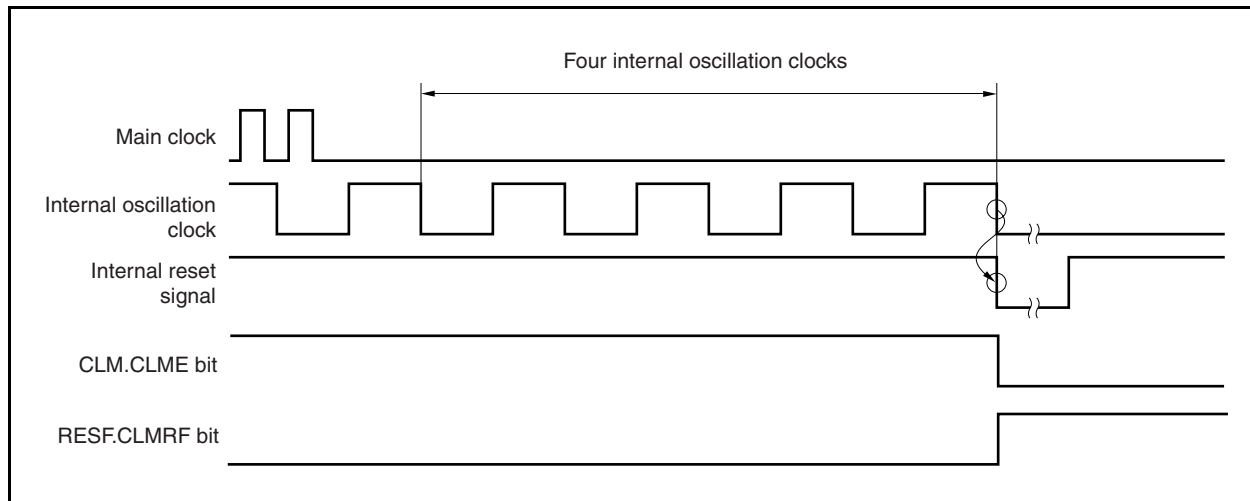 Four internal oscillation clocks
Main clock
Internal oscillation
clock
Internal reset
signal
CLM.CLME bit
RESF.CLMRF bit